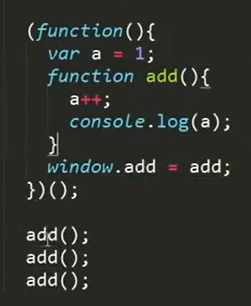 (function(){
var a = 1;
function add(){
a++;
console.log(a);
}
window.add = add;
})();
add();
add();
add();